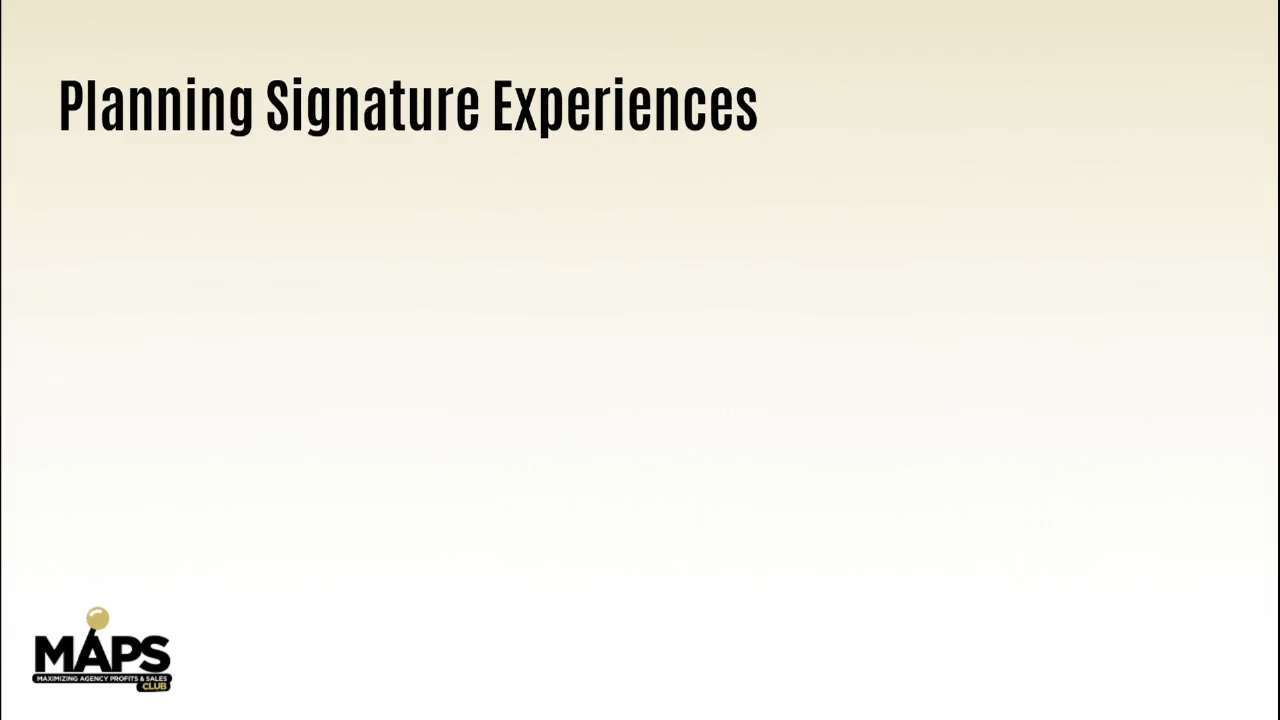 Planning Signature Experiences
MAPS
MAXIMIZING AGENCY PROFITS & SALES
CLUB